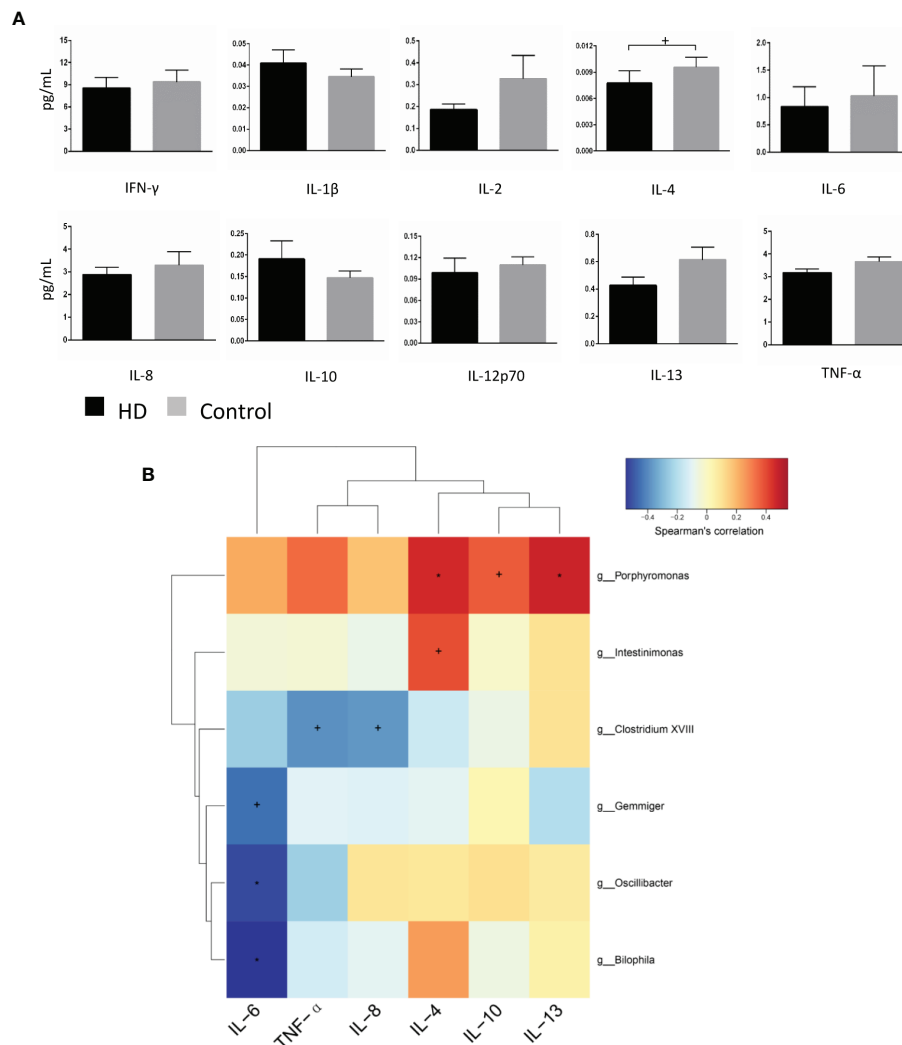 A
pg/mL
15
12
9
6
3
0
IFN-γ
0.05
0.04
0.03
0.02
0.01
0.00
IL-1β
0.5
0.4
0.3
0.2
0.1
0.0
IL-2
0.012
0.009
0.006
0.003
0.000
+
IL-4
2.0
1.5
1.0
0.5
0.0
IL-6
pg/mL
5
4
3
2
1
0
IL-8
0.25
0.20
0.15
0.10
0.05
0.00
IL-10
0.15
0.12
0.09
0.06
0.03
0.00
IL-12p70
0.8
0.6
0.4
0.2
0.0
IL-13
5
4
3
2
1
0
TNF-α
HD Control
B
−0.4 −0.2 0 0.2 0.4
Spearman's correlation
* + * g__Porphyromonas
+ g__Intestinimonas
+ + g__Clostridium XVIII
+ g__Gemmiger
* g__Oscillibacter
* g__Bilophila
IL−6 TNF−α IL−8 IL−4 IL−10 IL−13